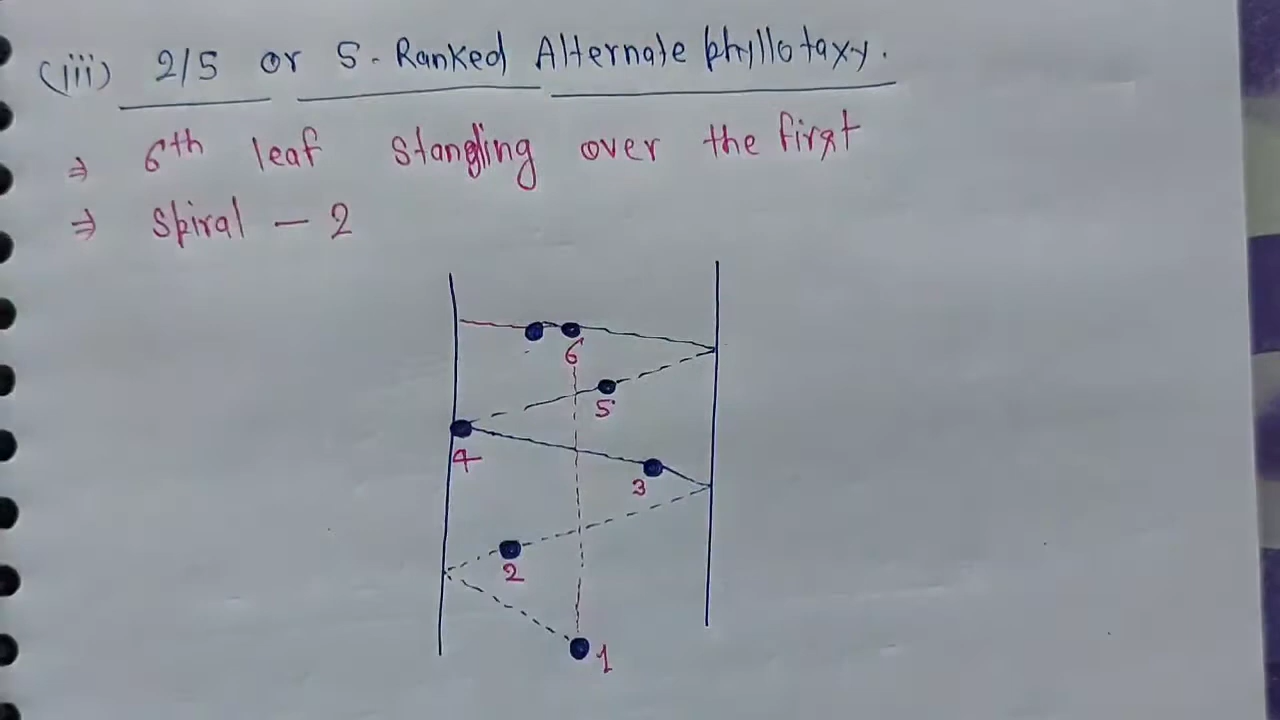 (iii) 2/5 or 5-Ranked Alternate phyllotaxy.
⇒ 6th leaf standing over the first
⇒ Spiral - 2
6
5
4
3
2
1